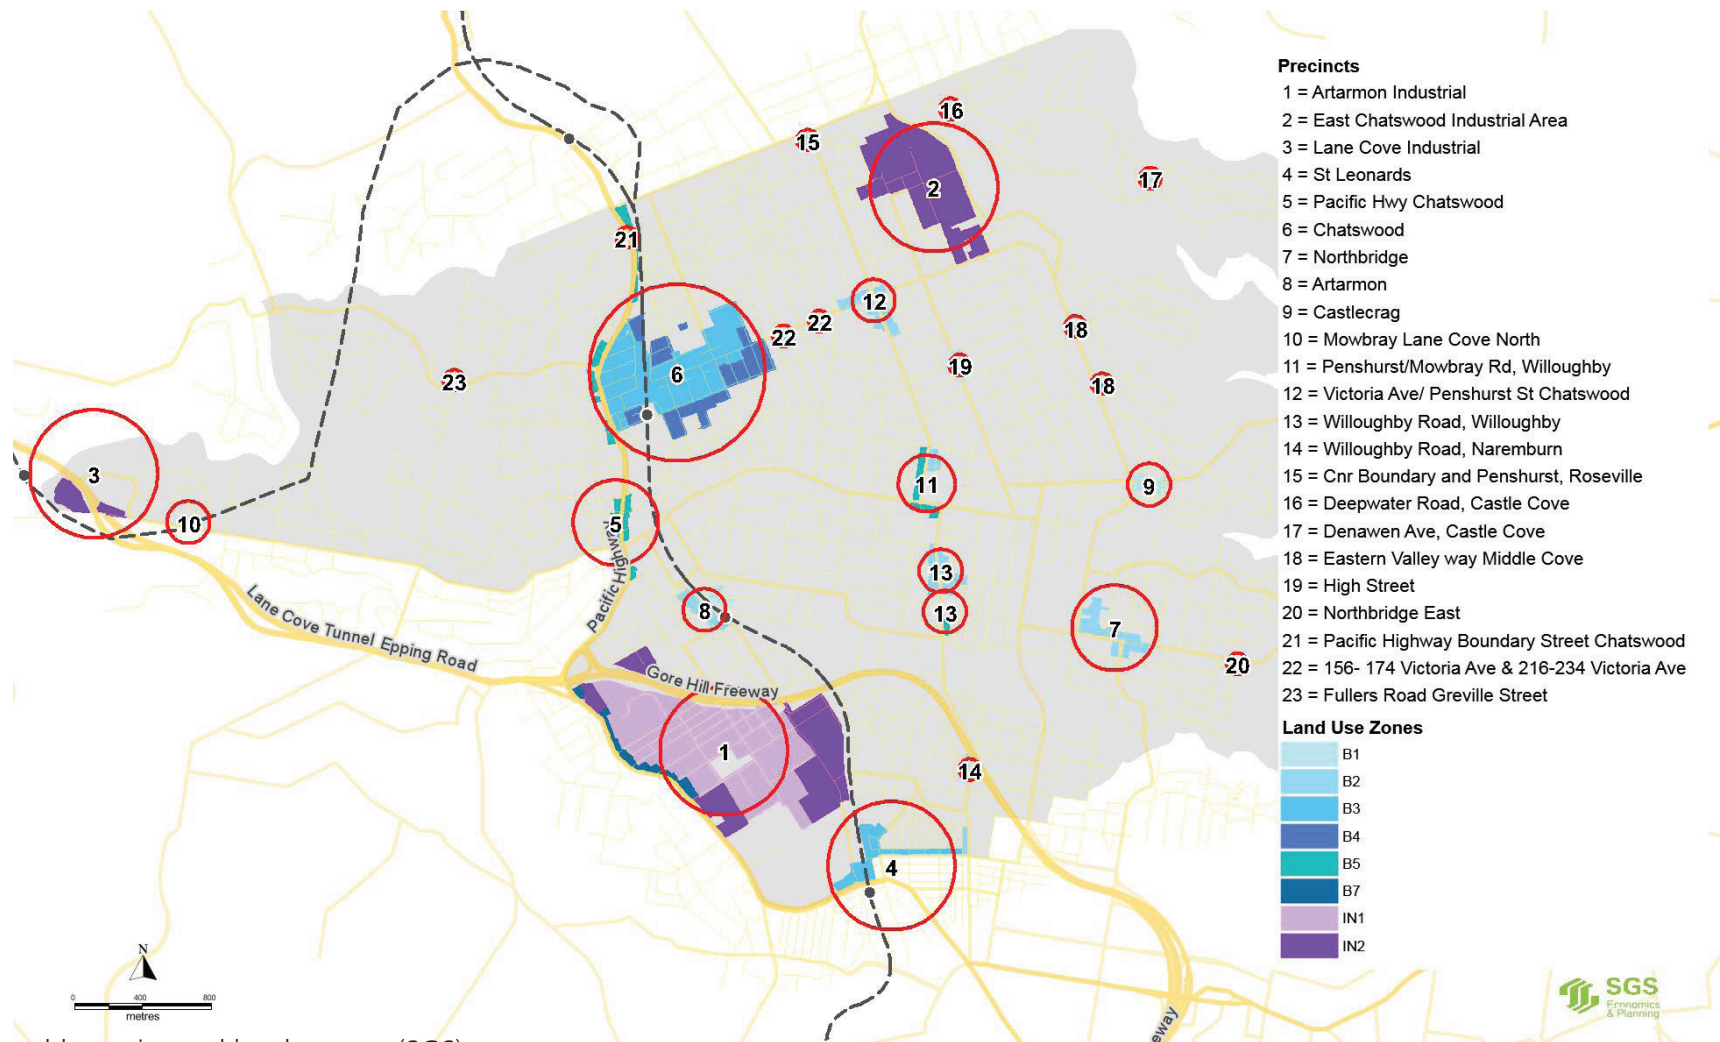 Precincts
1 = Artarmon Industrial
2 = East Chatswood Industrial Area
3 = Lane Cove Industrial
4 = St Leonards
5 = Pacific Hwy Chatswood
6 = Chatswood
7 = Northbridge
8 = Artarmon
9 = Castlecrag
10 = Mowbray Lane Cove North
11 = Penshurst/Mowbray Rd, Willoughby
12 = Victoria Ave/ Penshurst St Chatswood
13 = Willoughby Road, Willoughby
14 = Willoughby Road, Naremburn
15 = Cnr Boundary and Penshurst, Roseville
16 = Deepwater Road, Castle Cove
17 = Denawen Ave, Castle Cove
18 = Eastern Valley way Middle Cove
19 = High Street
20 = Northbridge East
21 = Pacific Highway Boundary Street Chatswood
22 = 156- 174 Victoria Ave & 216-234 Victoria Ave
23 = Fullers Road Greville Street
Land Use Zones
B1
B2
B3
B4
B5
B7
IN1
IN2
16
15
17
2
21
12
22
22
18
19
6
23
18
3
11
9
10
5
Pacific Highway
13
8
13
7
Lane Cove Tunnel Epping Road
20
Gore Hill Freeway
1
14
4
N
0 400 800
metres
eeway
SGS
Economics
& Planning
(SGS)